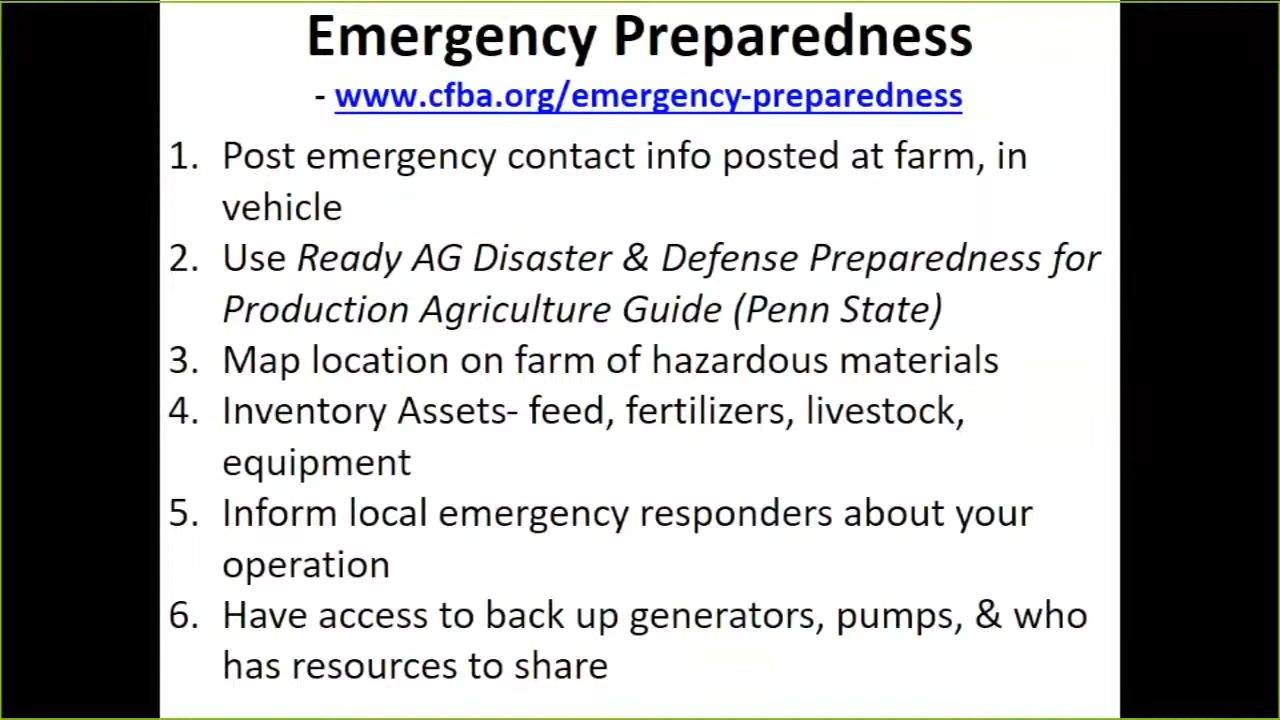 Emergency Preparedness
- www.cfba.org/emergency-preparedness
1. Post emergency contact info posted at farm, in
vehicle
2. Use Ready AG Disaster & Defense Preparedness for
Production Agriculture Guide (Penn State)
3. Map location on farm of hazardous materials
4. Inventory Assets- feed, fertilizers, livestock,
equipment
5. Inform local emergency responders about your
operation
6. Have access to back up generators, pumps, & who
has resources to share